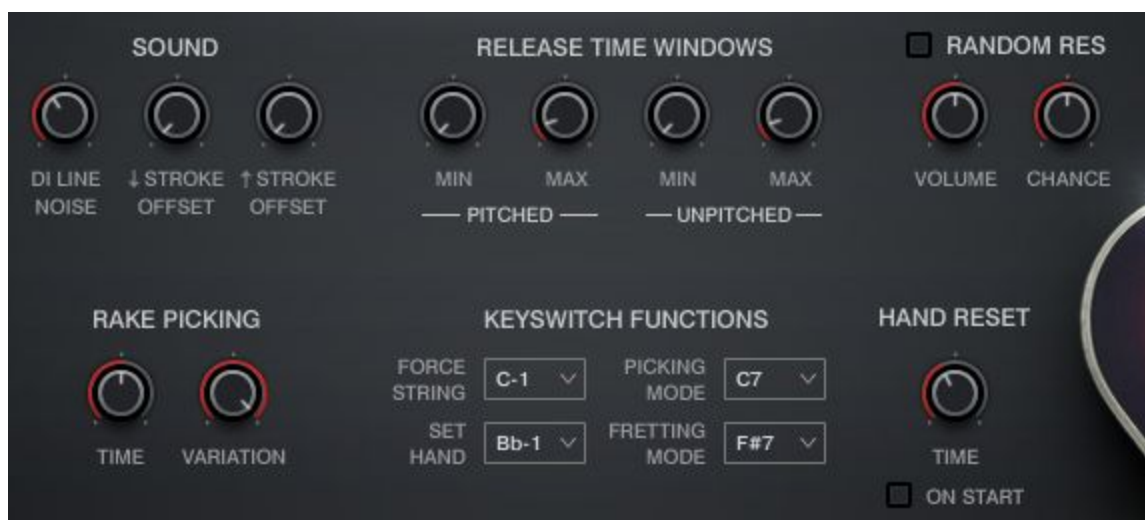 SOUND
RELEASE TIME WINDOWS
RANDOM RES
DI LINE
NOISE
↓ STROKE
OFFSET
↑ STROKE
OFFSET
MIN
MAX
MIN
MAX
PITCHED
UNPITCHED
VOLUME
CHANCE
RAKE PICKING
TIME
VARIATION
KEYSWITCH FUNCTIONS
FORCE
STRING
C-1
PICKING
MODE
C7
SET
HAND
Bb-1
FRETTING
MODE
F#7
HAND RESET
TIME
ON START